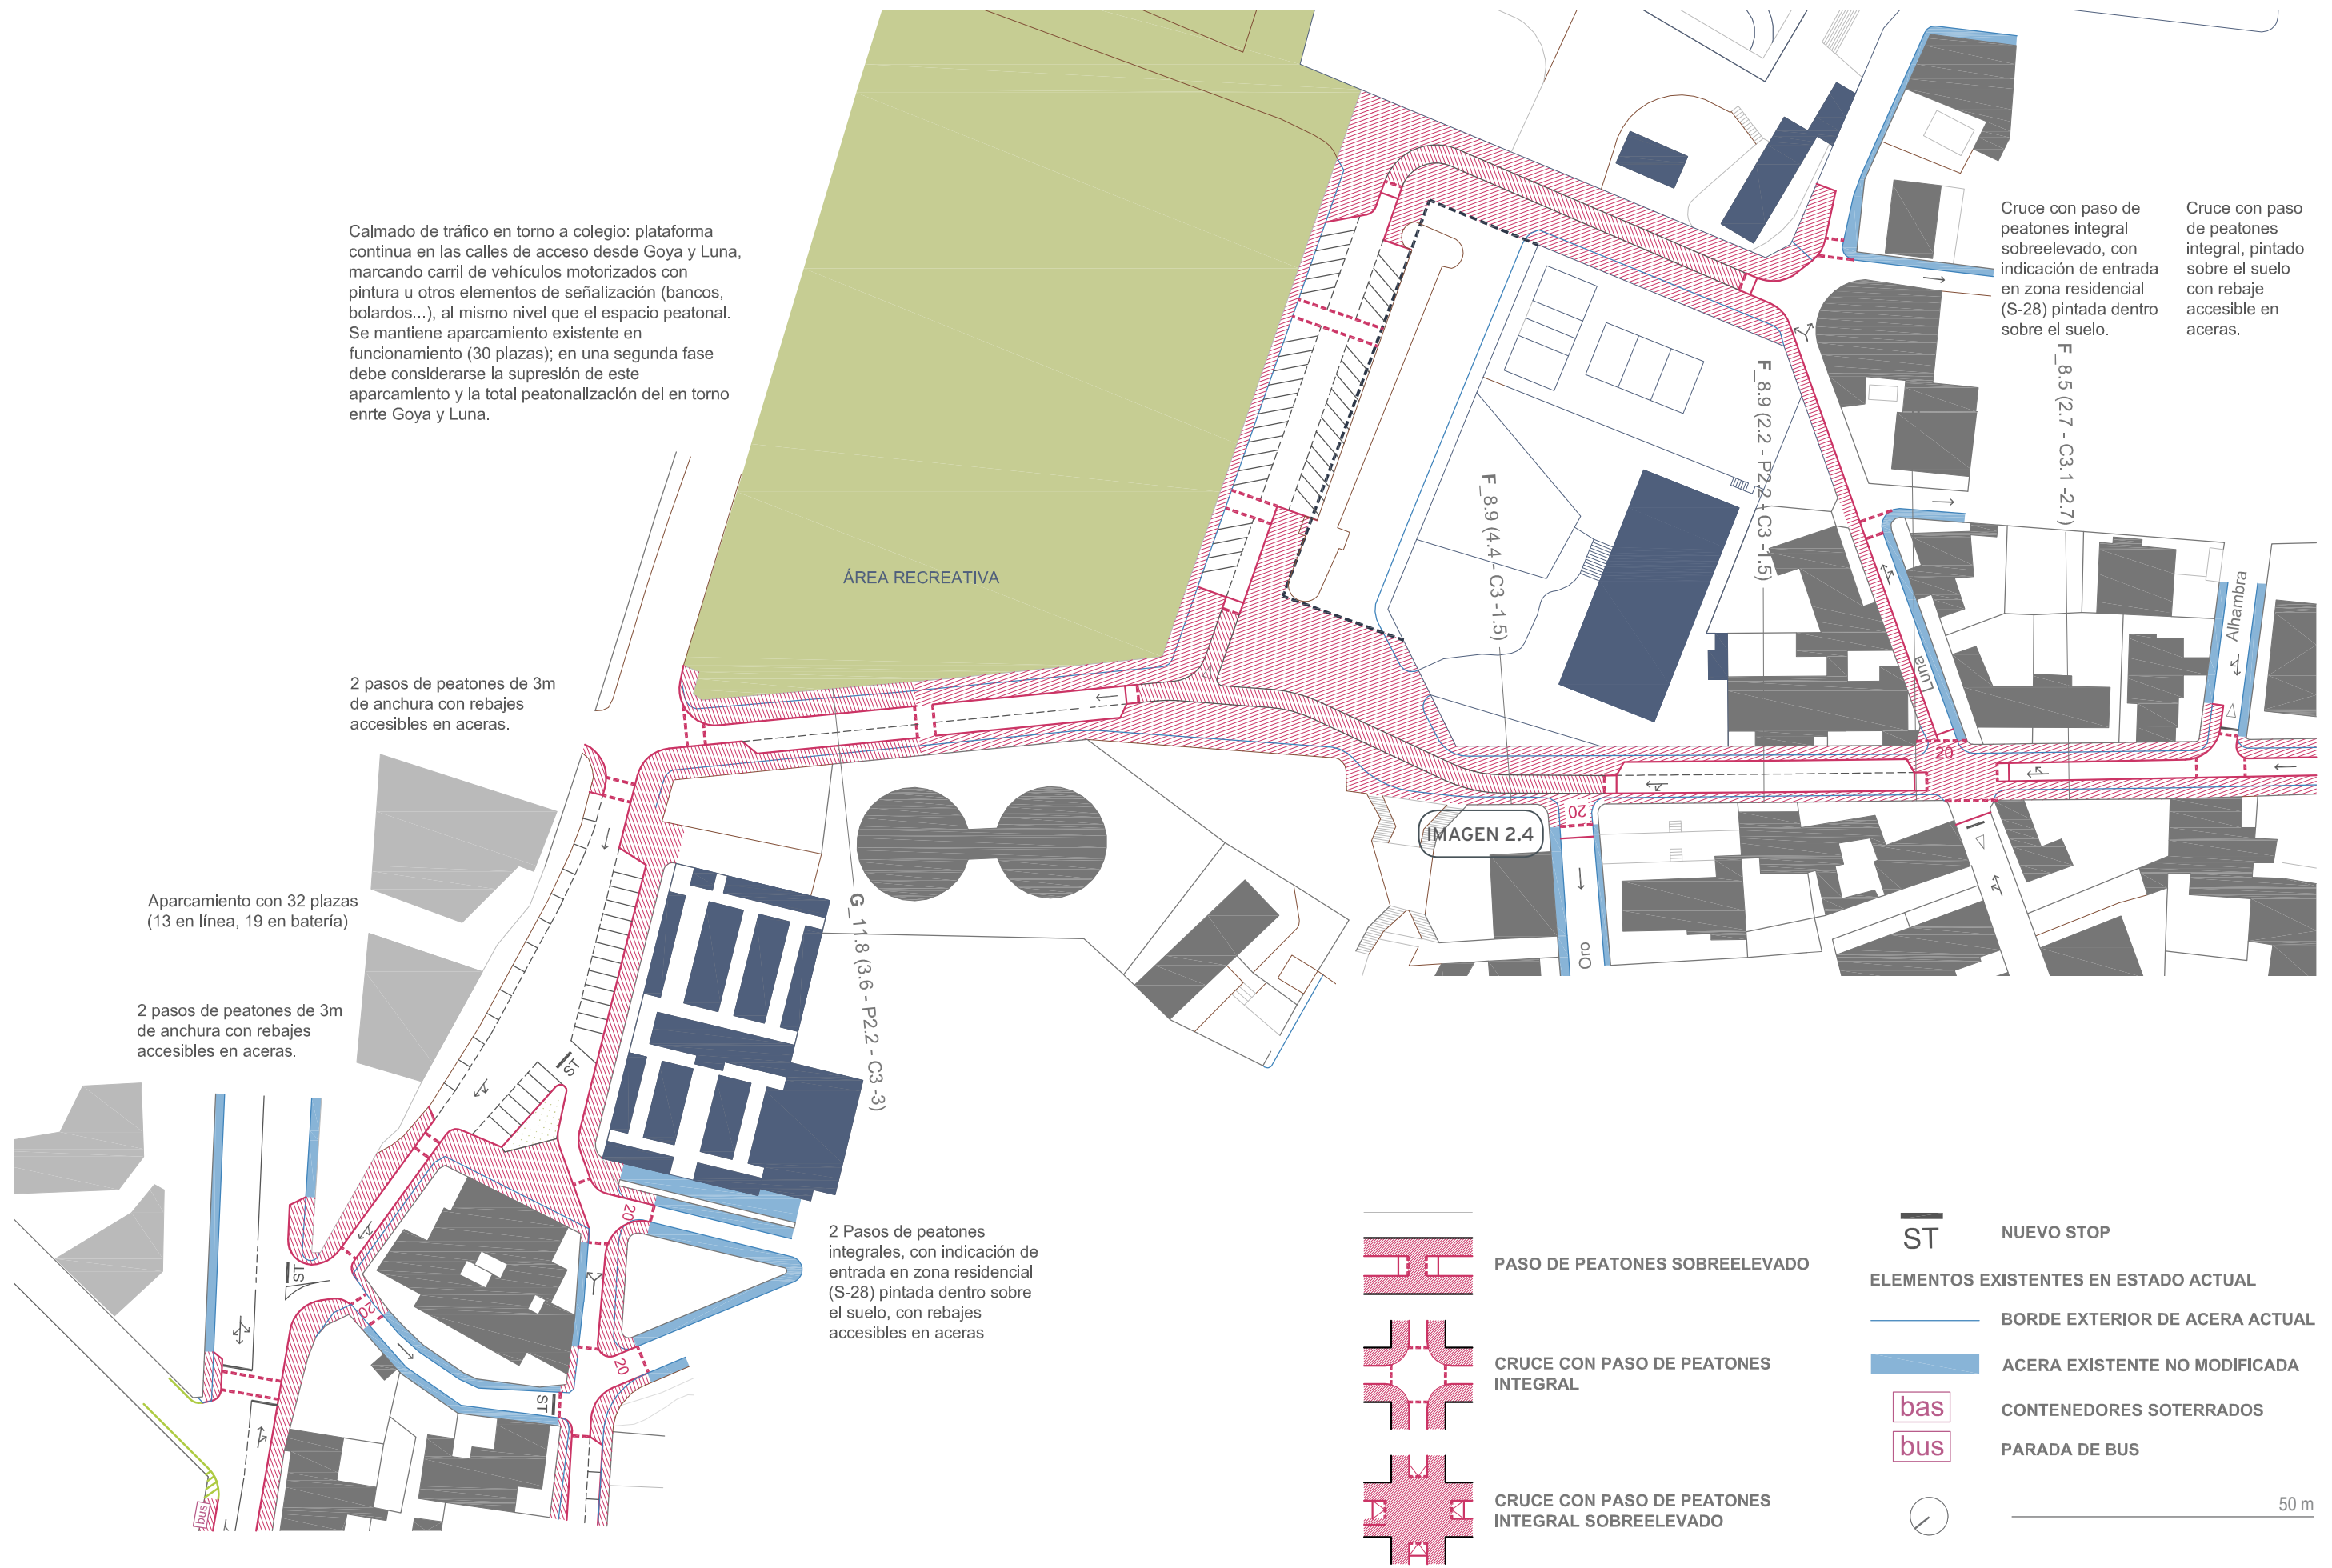 Calmado de tráfico en torno a colegio: plataforma
continua en las calles de acceso desde Goya y Luna,
marcando carril de vehículos motorizados con
pintura u otros elementos de señalización (bancos,
bolardos...), al mismo nivel que el espacio peatonal.
Se mantiene aparcamiento existente en
funcionamiento (30 plazas); en una segunda fase
debe considerarse la supresión de este
aparcamiento y la total peatonalización del en torno
enrte Goya y Luna.
Cruce con paso de
peatones integral
sobreelevado, con
indicación de entrada
en zona residencial
(S-28) pintada dentro
sobre el suelo.
Cruce con paso
de peatones
integral, pintado
sobre el suelo
con rebaje
accesible en
aceras.
F_8.9 (4.4 - C3 -1.5)
F_8.9 (2.2 - P2.2 - C3 -1.5)
F_8.5 (2.7 - C3.1 -2.7)
ÁREA RECREATIVA
Alhambra
Luna
20
20
IMAGEN 2.4
Oro
2 pasos de peatones de 3m
de anchura con rebajes
accesibles en aceras.
Aparcamiento con 32 plazas
(13 en línea, 19 en batería)
G_11.8 (3.6 - P2.2 - C3 -3)
2 pasos de peatones de 3m
de anchura con rebajes
accesibles en aceras.
ST
20
ST
20
20
ST
bus
2 Pasos de peatones
integrales, con indicación de
entrada en zona residencial
(S-28) pintada dentro sobre
el suelo, con rebajes
accesibles en aceras
PASO DE PEATONES SOBREELEVADO
CRUCE CON PASO DE PEATONES
INTEGRAL
CRUCE CON PASO DE PEATONES
INTEGRAL SOBREELEVADO
ST
NUEVO STOP
ELEMENTOS EXISTENTES EN ESTADO ACTUAL
BORDE EXTERIOR DE ACERA ACTUAL
ACERA EXISTENTE NO MODIFICADA
bas
CONTENEDORES SOTERRADOS
bus
PARADA DE BUS
50 m